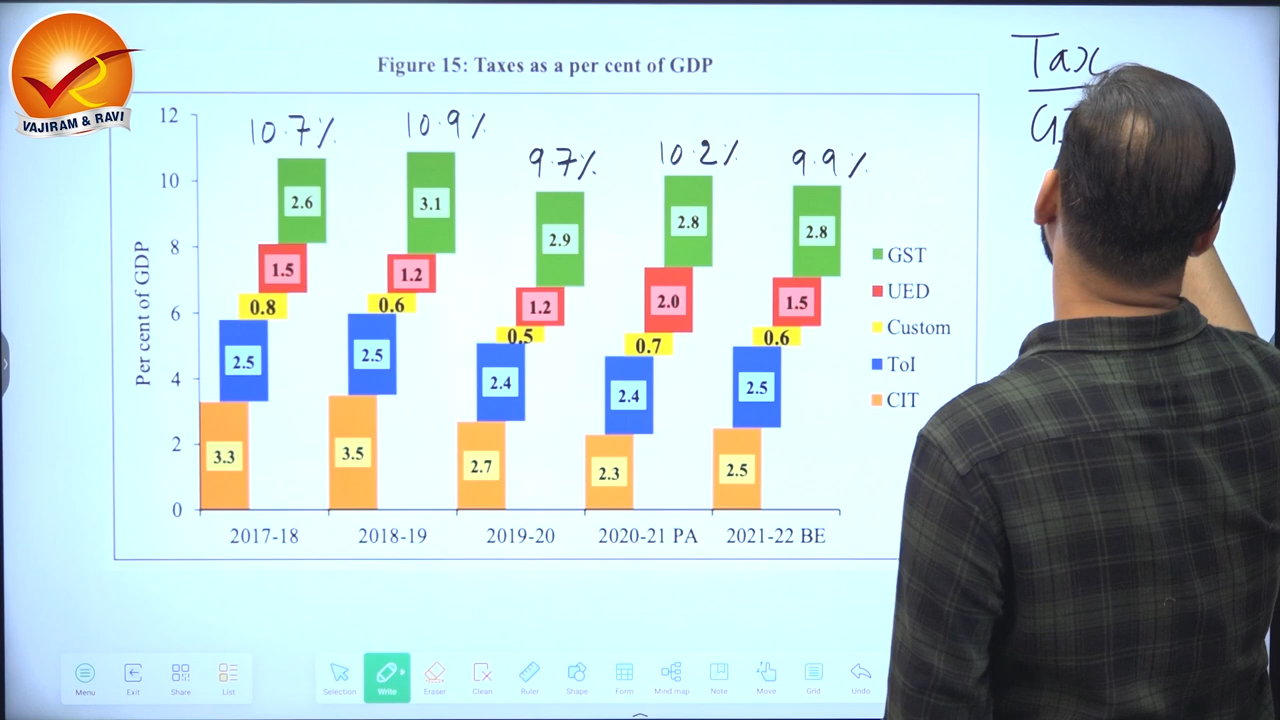 VAJIRAM & RAVI
Figure 15: Taxes as a per cent of GDP
Tax
12
10
8
6
4
2
0
Per cent of GDP
10.7%
10.9%
9.7%
10.2%
9.9%
2.6
3.1
2.9
2.8
2.8
1.5
1.2
1.2
2.0
1.5
0.8
0.6
0.5
0.7
0.6
2.5
2.5
2.4
2.4
2.5
3.3
3.5
2.7
2.3
2.5
GST
UED
Custom
ToI
CIT
2017-18
2018-19
2019-20
2020-21 PA
2021-22 BE
Menu
Exit
Share
List
Selection
Write
Eraser
Clean
Ruler
Shape
Form
Mind map
Note
Move
Grid
Undo